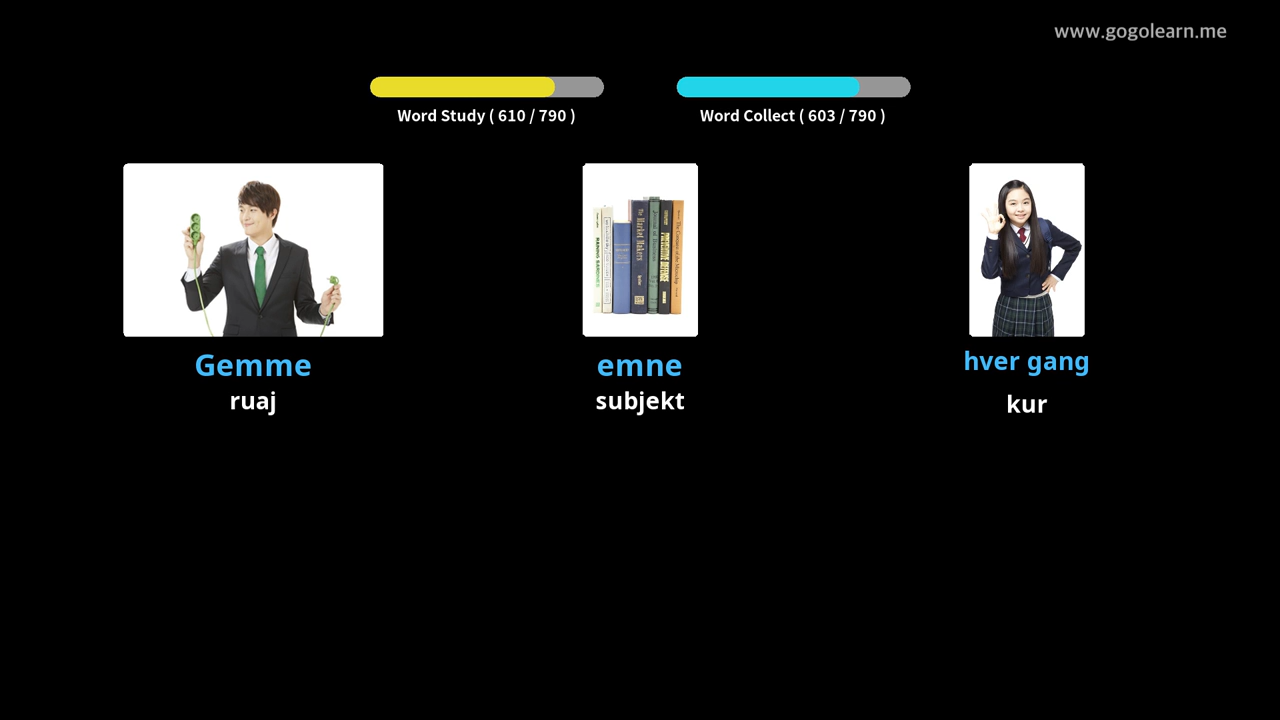 www.gogolearn.me
Word Study ( 610 / 790 )
Word Collect ( 603 / 790 )
Gemme
ruaj
emne
subjekt
hver gang
kur